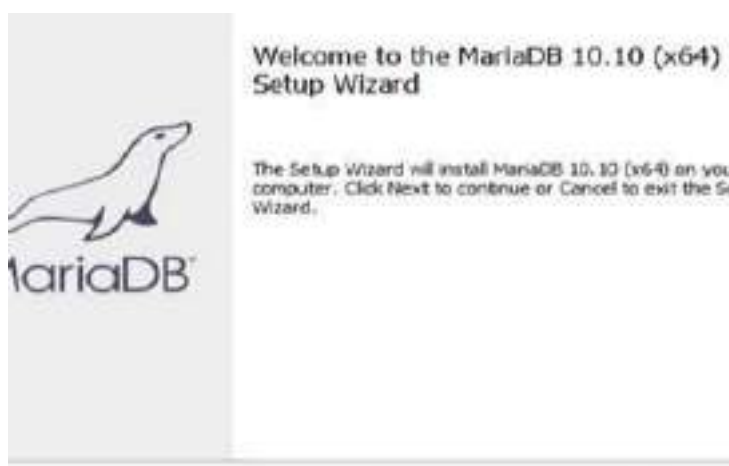 Welcome to the MariaDB 10.10 (x64)
Setup Wizard
The Setup Wizard will install MariaDB 10.10 (x64) on you
computer. Click Next to continue or Cancel to exit the Se
Wizard.
MariaDB